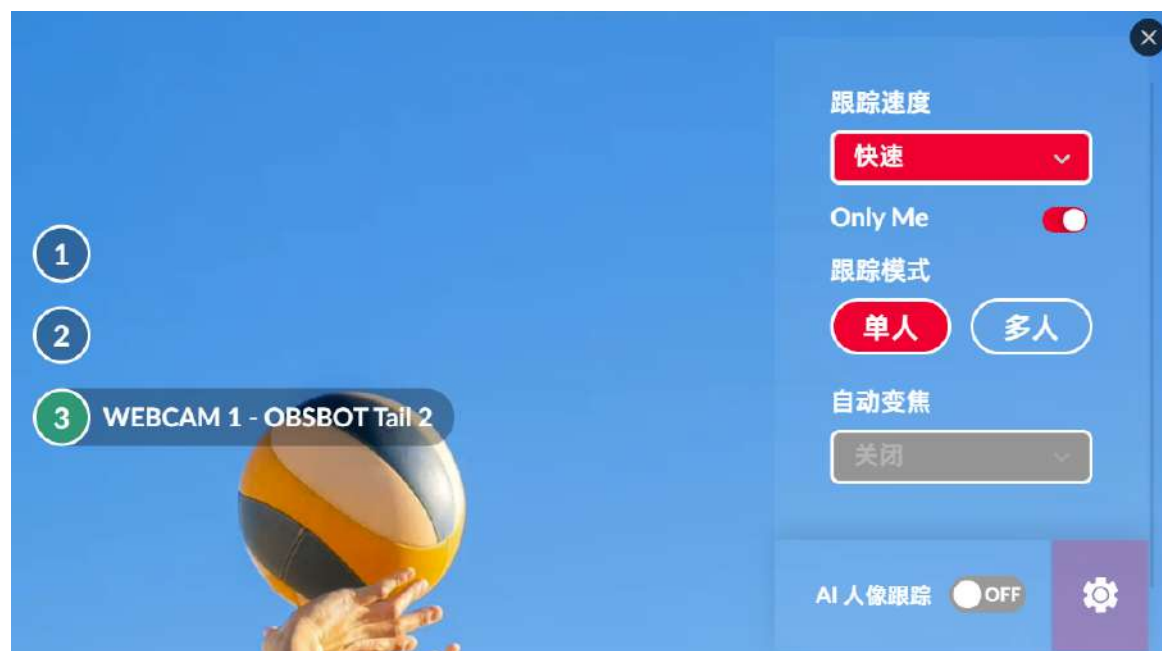 跟踪速度
快速
Only Me
跟踪模式
单人 多人
自动变焦
关闭
AI 人像跟踪 OFF
1
2
3 WEBCAM 1 - OBSBOT Tail 2